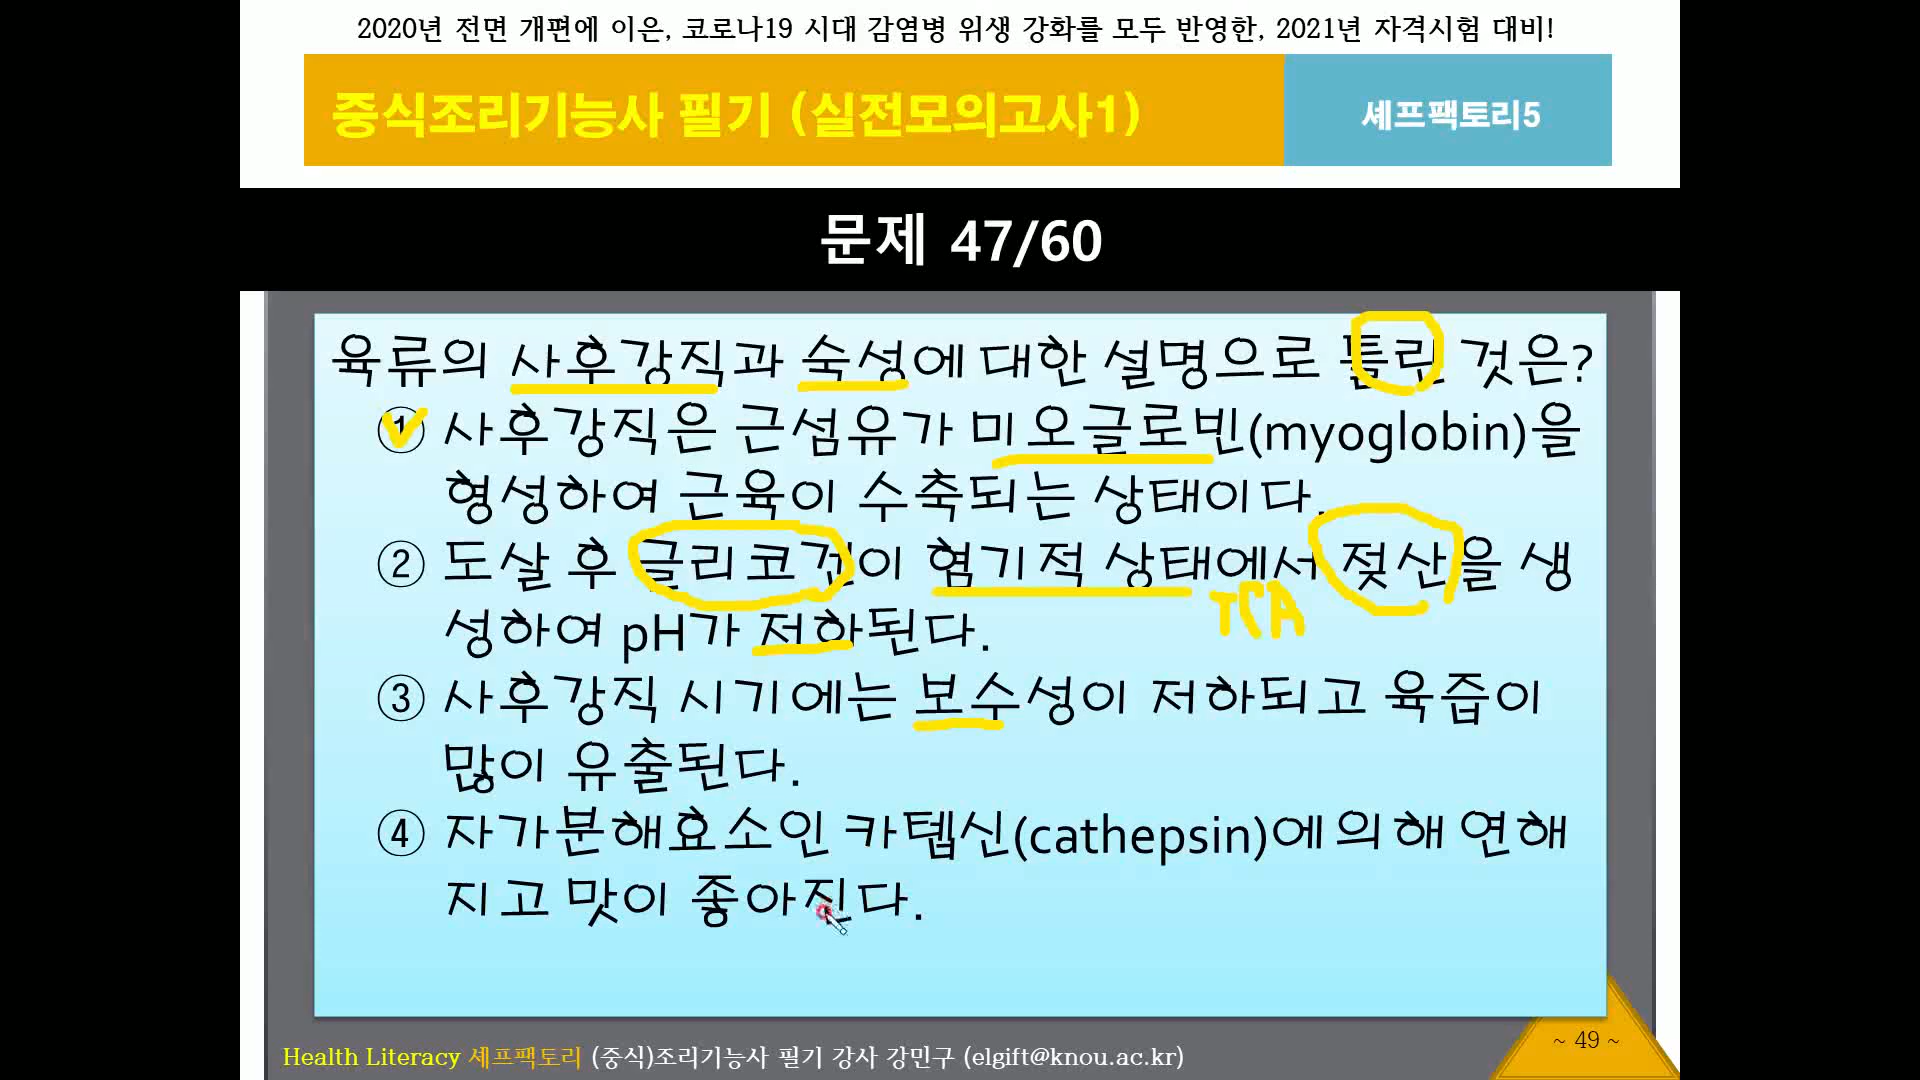 2020년 전면 개편에 이은, 코로나19 시대 감염병 위생 강화를 모두 반영한, 2021년 자격시험 대비!
중식조리기능사 필기 (실전모의고사1)
셰프팩토리5
문제 47/60
육류의 사후강직과 숙성에 대한 설명으로 틀린 것은?
① 사후강직은 근섬유가 미오글로빈(myoglobin)을
형성하여 근육이 수축되는 상태이다.
② 도살 후 글리코겐이 혐기적 상태에서 젖산을 생
성하여 pH가 저하된다.
TCA
③ 사후강직 시기에는 보수성이 저하되고 육즙이
많이 유출된다.
④ 자가분해효소인 카텝신(cathepsin)에 의해 연해
지고 맛이 좋아진다.
~ 49 ~
Health Literacy 셰프팩토리 (중식)조리기능사 필기 강사 강민구 (elgift@knou.ac.kr)